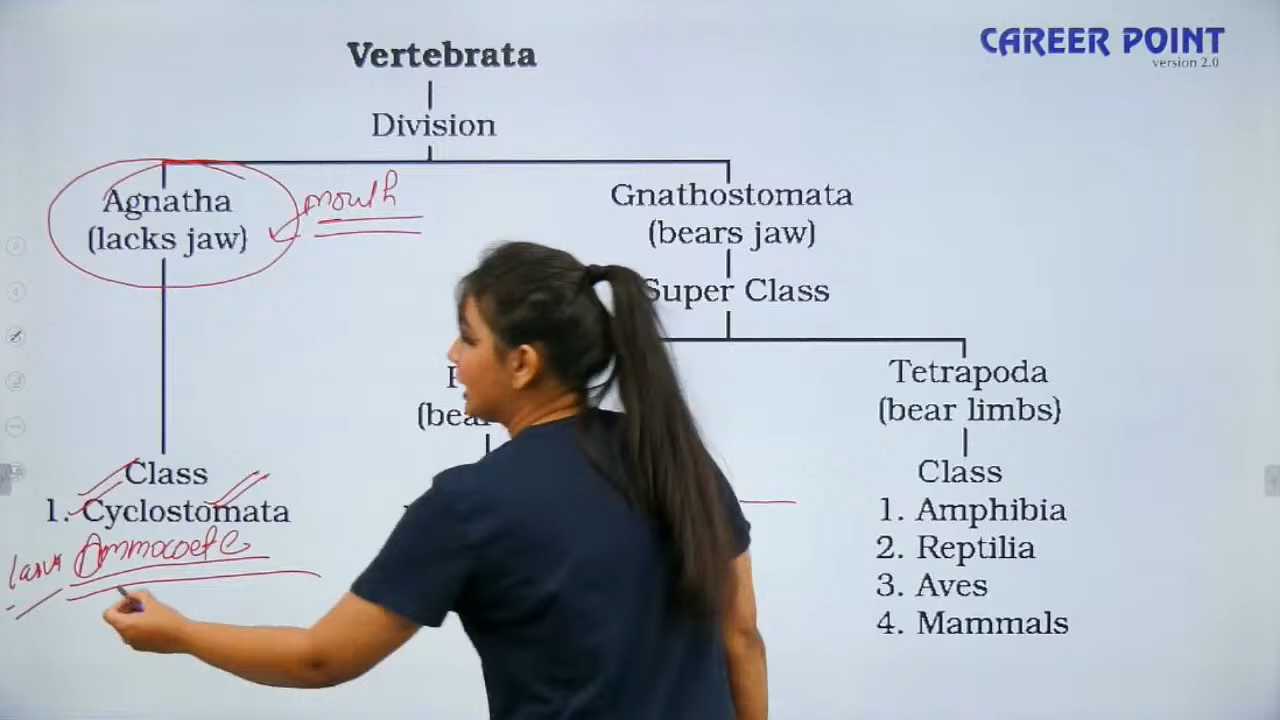 CAREER POINT
version 2.0
Vertebrata
Division
Agnatha
(lacks jaw)
mouth
Gnathostomata
(bears jaw)
Super Class
(bea
Tetrapoda
(bear limbs)
Class
1. Cyclostomata
Ammocoete
Class
1. Amphibia
2. Reptilia
3. Aves
4. Mammals